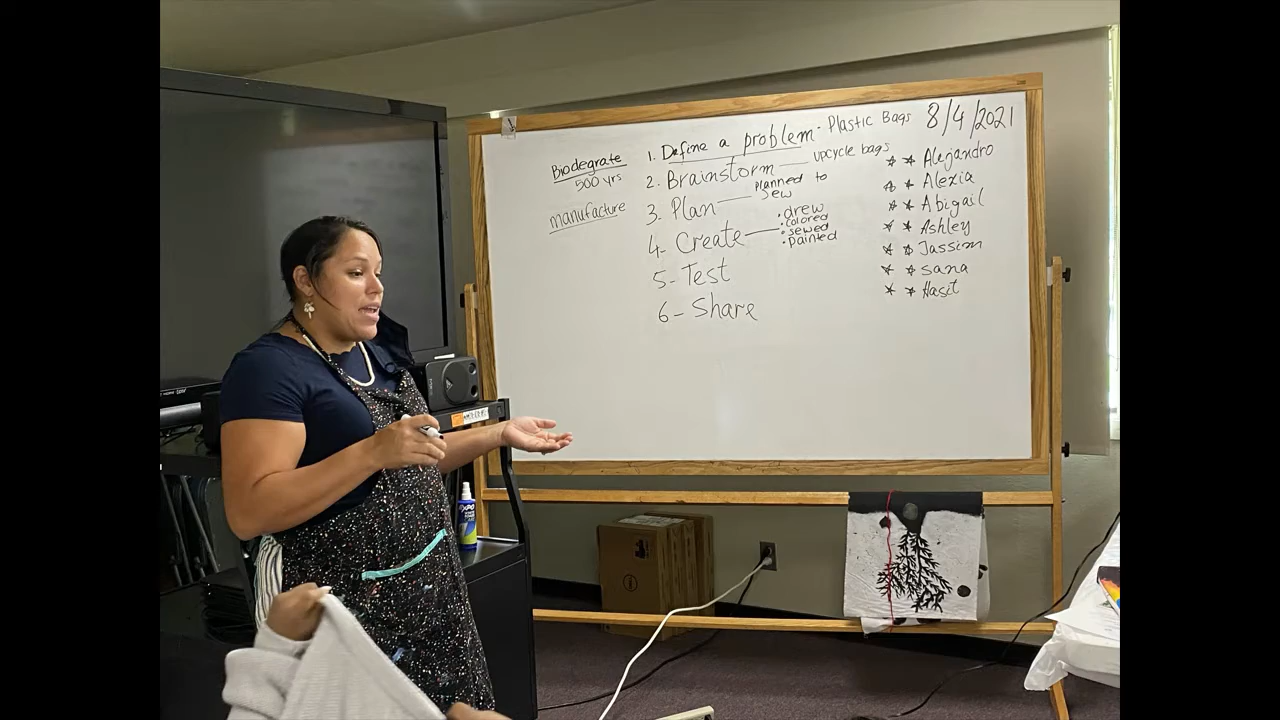 Biodegrate
500 yrs
manufacture
1. Define a problem - Plastic Bags
2. Brainstorm — upcycle bags
3. Plan — Planned to
sew
4- Create — • drew
• colored
• sewed
• painted
5- Test
6- Share
8/4/2021
☆ ☆ Alejandro
☆ ☆ Alexia
☆ ☆ Abigail
☆ ☆ Ashley
☆ ☆ Jassim
☆ ☆ Sana
☆ ☆ Hasit
EXPO